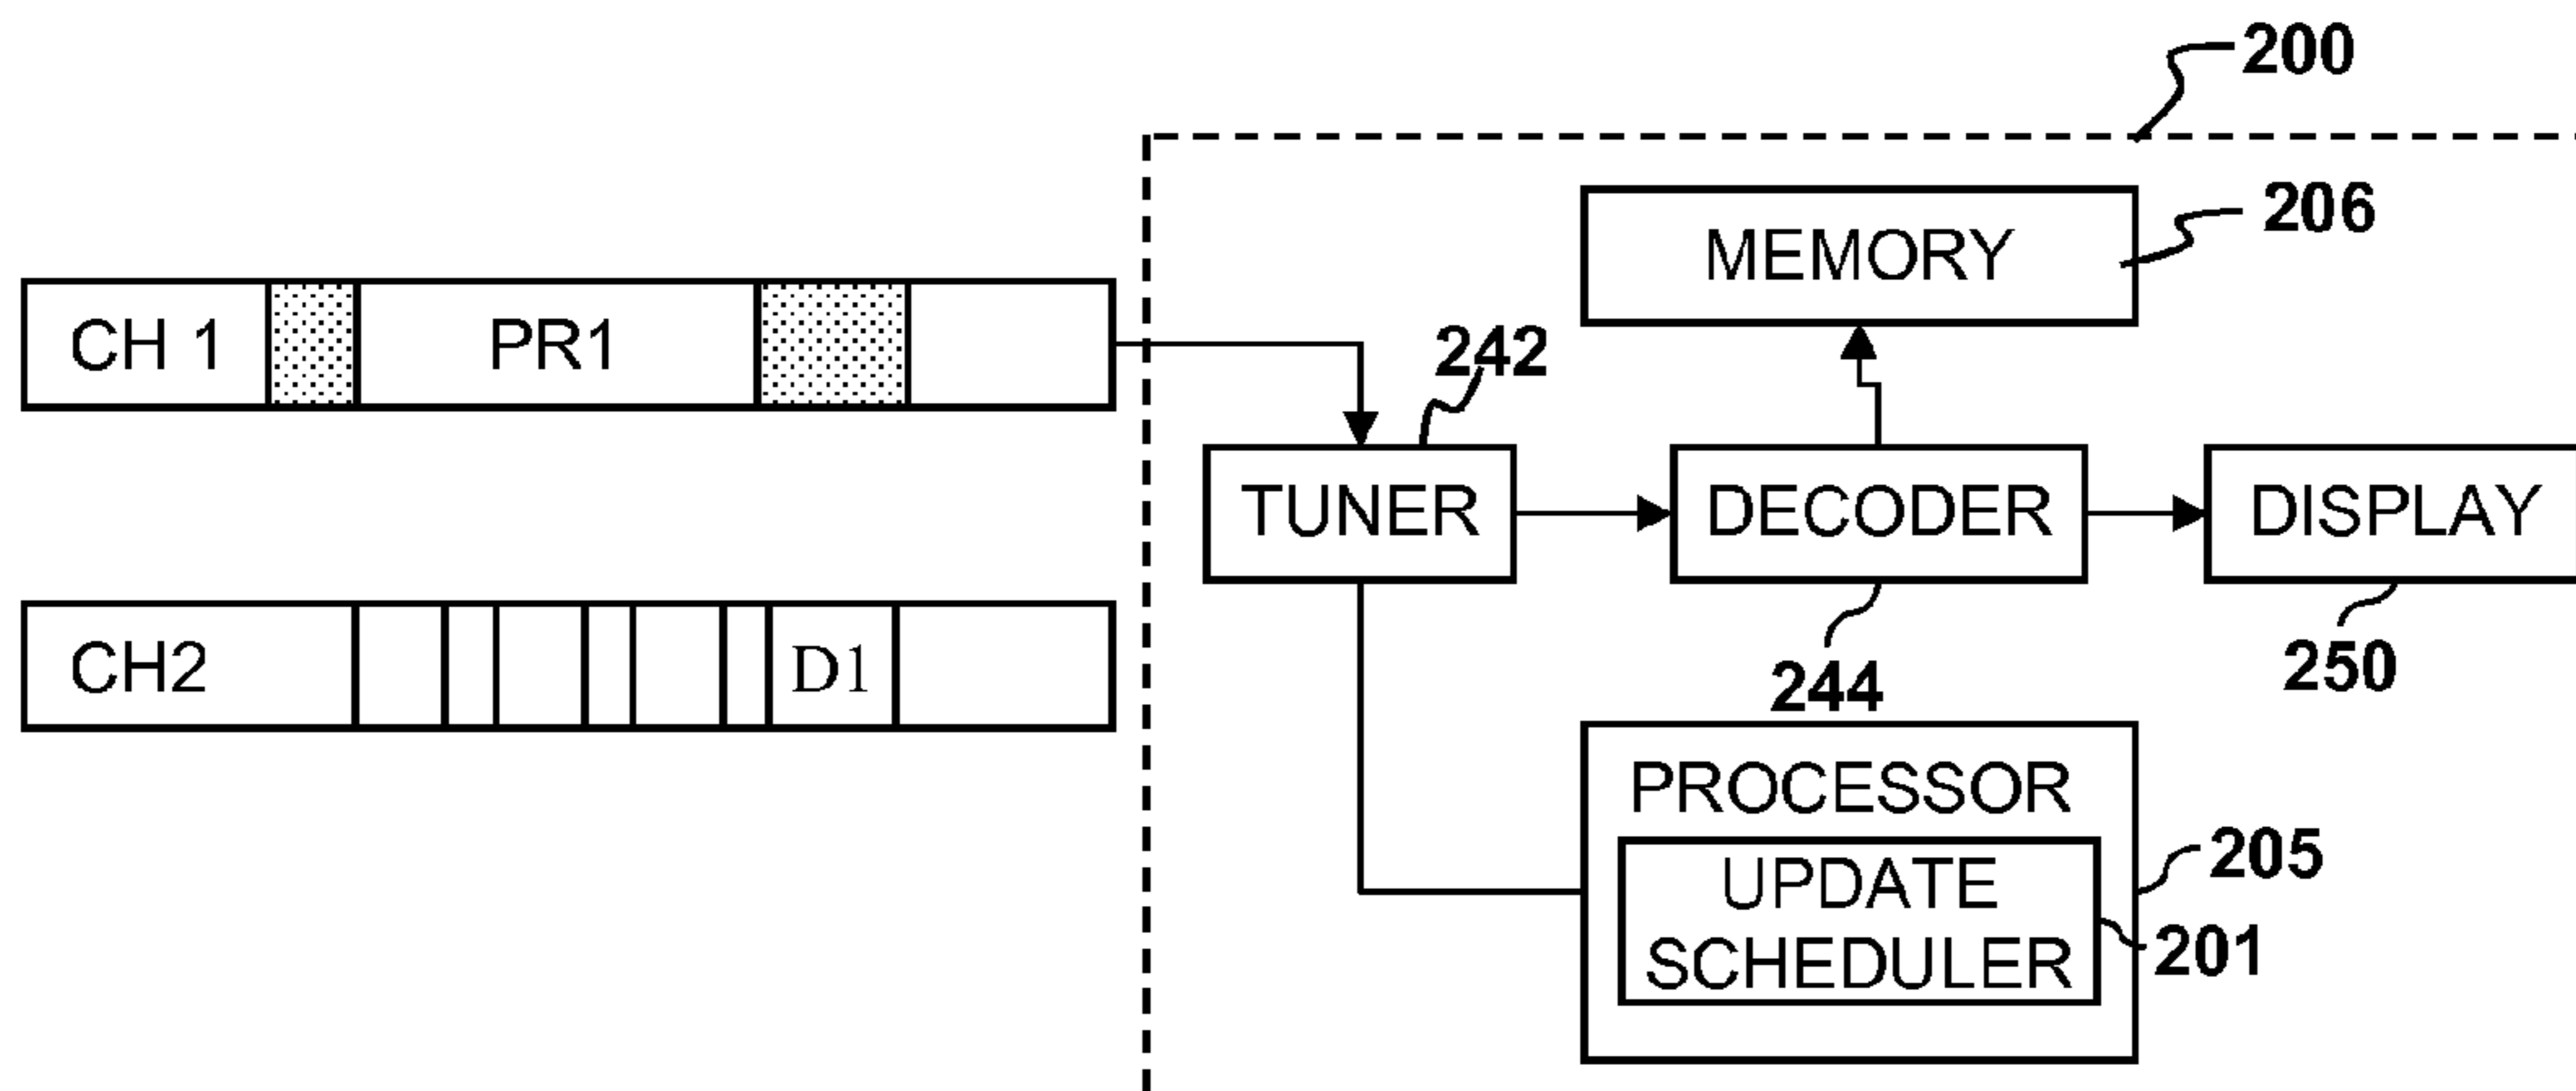 200
MEMORY
206
CH 1
PR1
242
TUNER
DECODER
DISPLAY
CH2
D1
244
250
PROCESSOR
UPDATE
SCHEDULER
205
201